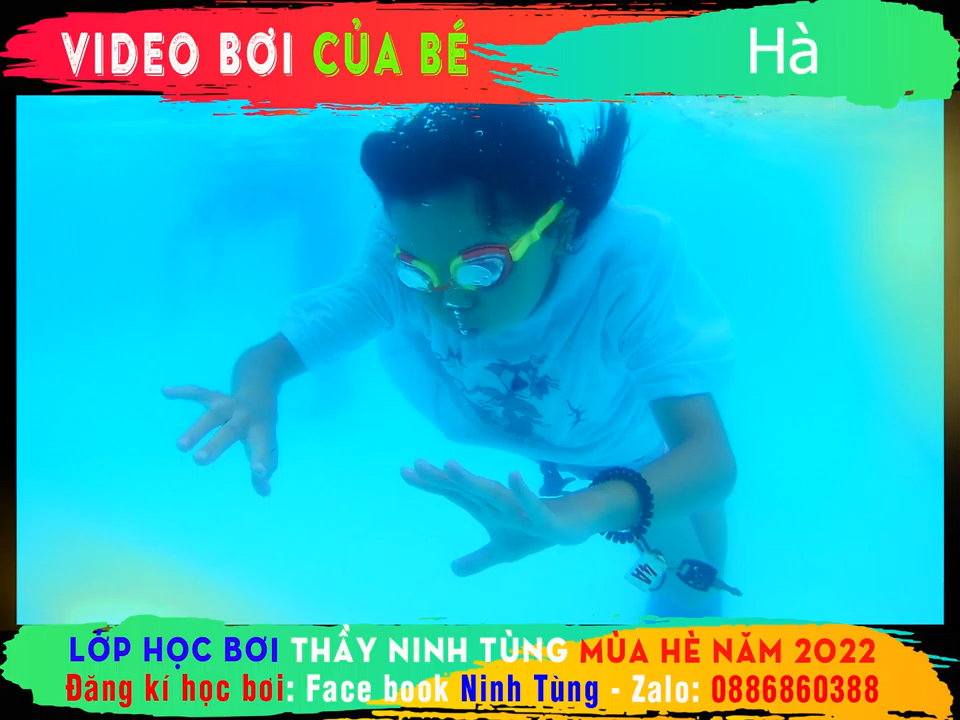 VIDEO BƠI CỦA BÉ
Hà
4A
LỚP HỌC BƠI THẦY NINH TÙNG MÙA HÈ NĂM 2022
Đăng kí học bơi: Face book Ninh Tùng - Zalo: 0886860388